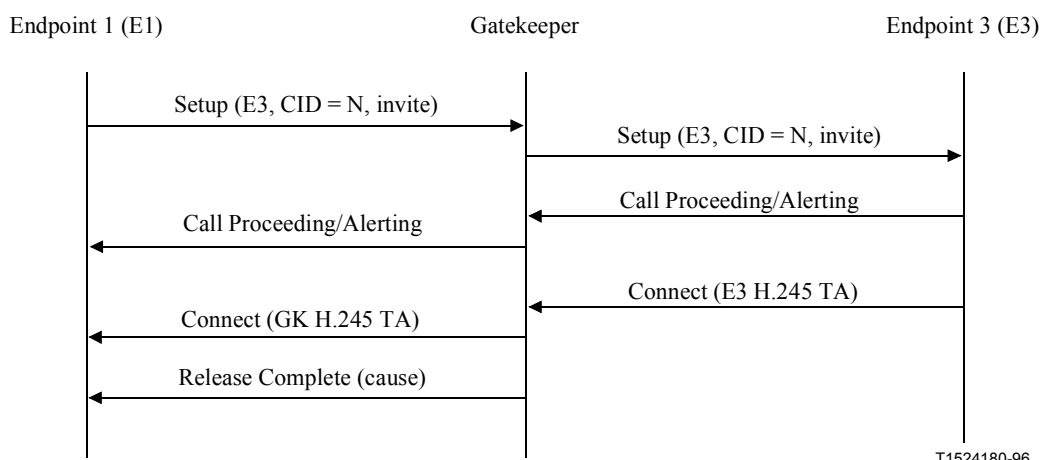 Endpoint 1 (E1) Gatekeeper Endpoint 3 (E3)
Setup (E3, CID = N, invite)
Setup (E3, CID = N, invite)
Call Proceeding/Alerting
Call Proceeding/Alerting
Connect (E3 H.245 TA)
Connect (GK H.245 TA)
Release Complete (cause)
T1524180-96